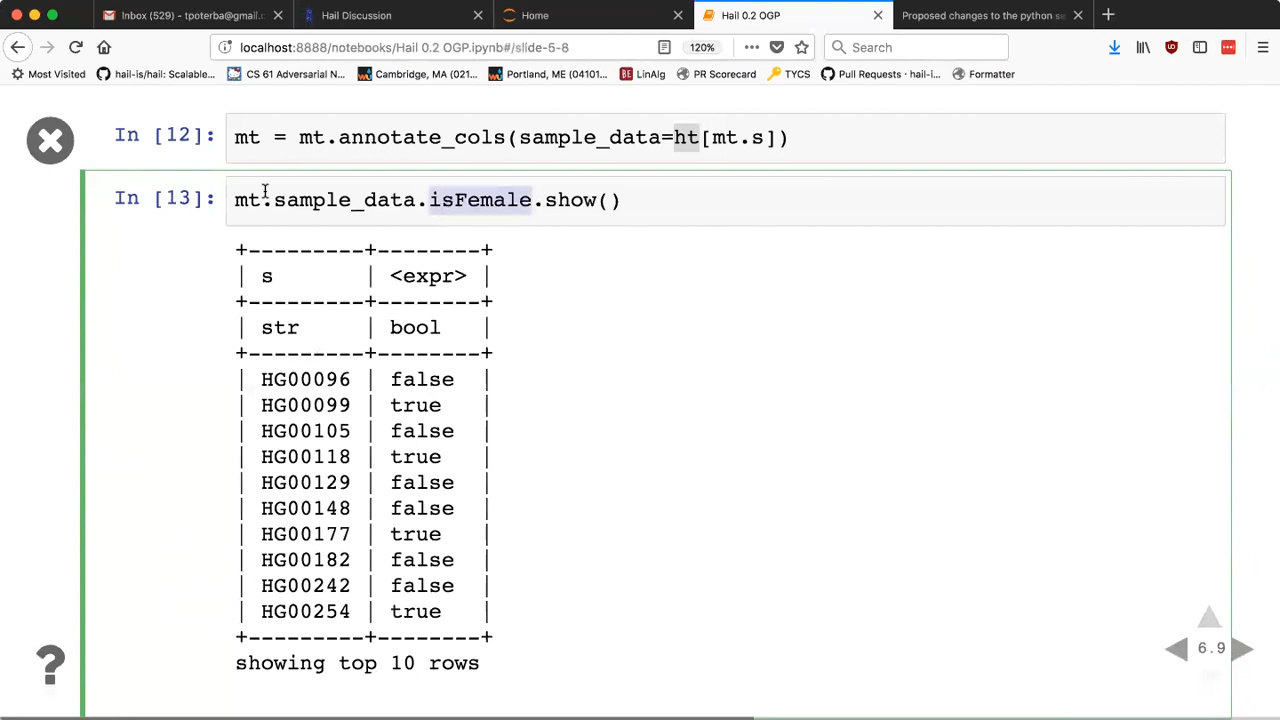 Inbox (529) - tpoterba@gmail.c
Hail Discussion
Home
Hail 0.2 OGP
Proposed changes to the python se
localhost:8888/notebooks/Hail 0.2 OGP.ipynb#/slide-5-8
120%
Search
Most Visited
hail-is/hail: Scalable...
CS 61 Adversarial N...
Cambridge, MA (021...
Portland, ME (04101...
LinAlg
PR Scorecard
TYCS
Pull Requests · hail-i...
Formatter
In [12]: mt = mt.annotate_cols(sample_data=ht[mt.s])
In [13]: mt.sample_data.isFemale.show()
+---------+--------+
| s       | <expr> |
+---------+--------+
| str     | bool   |
+---------+--------+
| HG00096 | false  |
| HG00099 | true   |
| HG00105 | false  |
| HG00118 | true   |
| HG00129 | false  |
| HG00148 | false  |
| HG00177 | true   |
| HG00182 | false  |
| HG00242 | false  |
| HG00254 | true   |
+---------+--------+
showing top 10 rows
?
6.9